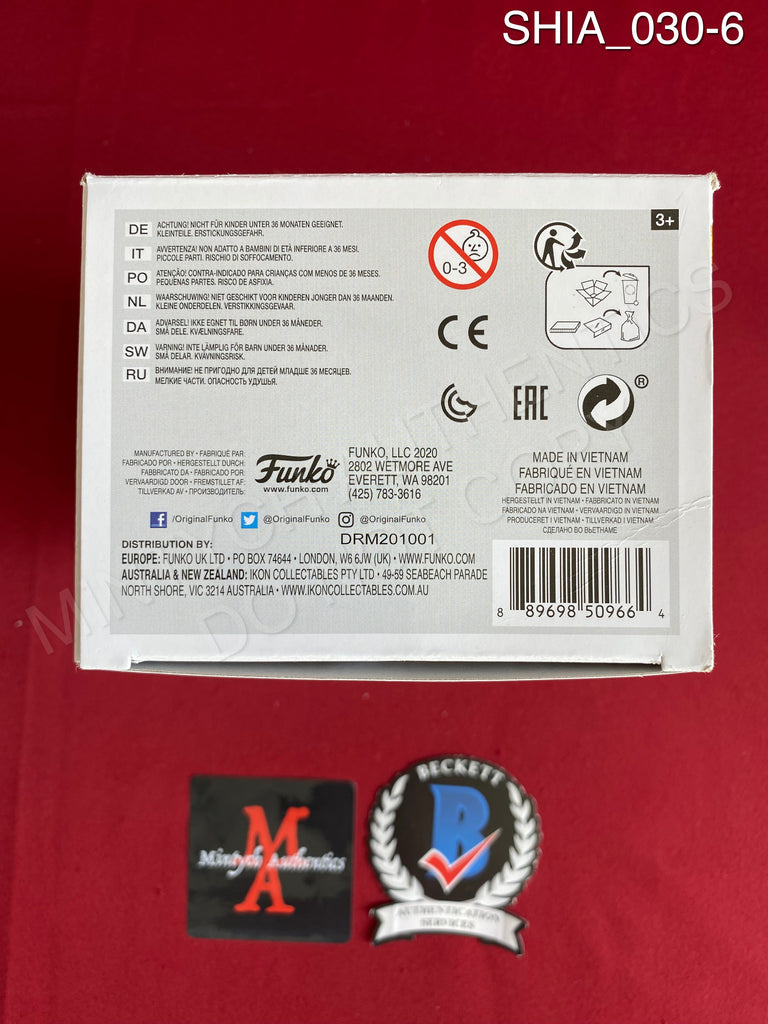 SHIA_030-6
3+
DE ACHTUNG! NICHT FÜR KINDER UNTER 36 MONATEN GEEIGNET.
KLEINTEILE. ERSTICKUNGSGEFAHR.
IT AVVERTENZA! NON ADATTO A BAMBINI DI ETÀ INFERIORE A 36 MESI.
PICCOLE PARTI. RISCHIO DI SOFFOCAMENTO.
PO ATENÇÃO! CONTRA-INDICADO PARA CRIANÇAS COM MENOS DE 36 MESES.
PEQUENAS PARTES. RISCO DE ASFIXIA.
NL WAARSCHUWING! NIET GESCHIKT VOOR KINDEREN JONGER DAN 36 MAANDEN.
KLEINE ONDERDELEN. VERSTIKKINGSGEVAAR.
DA ADVARSEL! IKKE EGNET TIL BØRN UNDER 36 MÅNEDER.
SMÅ DELE. KVÆLNINGSFARE.
SW VARNING! INTE LÄMPLIG FÖR BARN UNDER 36 MÅNADER.
SMÅ DELAR. KVÄVNINGSRISK.
RU ВНИМАНИЕ! НЕ ПРИГОДНО ДЛЯ ДЕТЕЙ МЛАДШЕ 36 МЕСЯЦЕВ.
МЕЛКИЕ ЧАСТИ. ОПАСНОСТЬ УДУШЬЯ.
0-3
CE
EAC
®
MANUFACTURED BY • FABRIQUÉ PAR:
FABRICADO POR • HERGESTELLT DURCH:
FABBRICATO DA • FABRICADO POR:
VERVAARDIGD DOOR • FREMSTILLET AF:
TILLVERKAD AV • ПРОИЗВОДИТЕЛЬ:
Funko
www.funko.com
FUNKO, LLC 2020
2802 WETMORE AVE
EVERETT, WA 98201
(425) 783-3616
MADE IN VIETNAM
FABRIQUÉ EN VIETNAM
FABRICADO EN VIETNAM
HERGESTELLT IN VIETNAM • FABBRICATO IN VIETNAM
FABRICADO NA VIETNAM • VERVAARDIGD IN VIETNAM
PRODUCERET I VIETNAM • TILLVERKAD I VIETNAM
СДЕЛАНО ВО ВЬЕТНАМЕ
/OriginalFunko @OriginalFunko @OriginalFunko
DRM201001
DISTRIBUTION BY:
EUROPE: FUNKO UK LTD • PO BOX 74644 • LONDON, W6 6JW (UK) • WWW.FUNKO.COM
AUSTRALIA & NEW ZEALAND: IKON COLLECTABLES PTY LTD • 49-59 SEABEACH PARADE
NORTH SHORE, VIC 3214 AUSTRALIA • WWW.IKONCOLLECTABLES.COM.AU
8 89698 50966 4
MA
Mintych Authentics
BECKETT
B
AUTHENTICATION
SERVICES